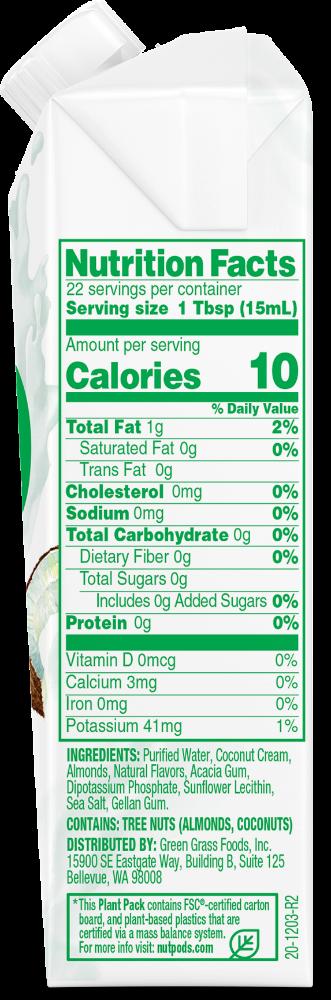 Nutrition Facts
22 servings per container
Serving size 1 Tbsp (15mL)
Amount per serving
Calories 10
% Daily Value
Total Fat 1g 2%
Saturated Fat 0g 0%
Trans Fat 0g
Cholesterol 0mg 0%
Sodium 0mg 0%
Total Carbohydrate 0g 0%
Dietary Fiber 0g 0%
Total Sugars 0g
Includes 0g Added Sugars 0%
Protein 0g 0%
Vitamin D 0mcg 0%
Calcium 3mg 0%
Iron 0mg 0%
Potassium 41mg 1%
INGREDIENTS: Purified Water, Coconut Cream,
Almonds, Natural Flavors, Acacia Gum,
Dipotassium Phosphate, Sunflower Lecithin,
Sea Salt, Gellan Gum.
CONTAINS: TREE NUTS (ALMONDS, COCONUTS)
DISTRIBUTED BY: Green Grass Foods, Inc.
15900 SE Eastgate Way, Building B, Suite 125
Bellevue, WA 98008
*This Plant Pack contains FSC®-certified carton
board, and plant-based plastics that are
certified via a mass balance system.
For more info visit: nutpods.com
20-1203-R2